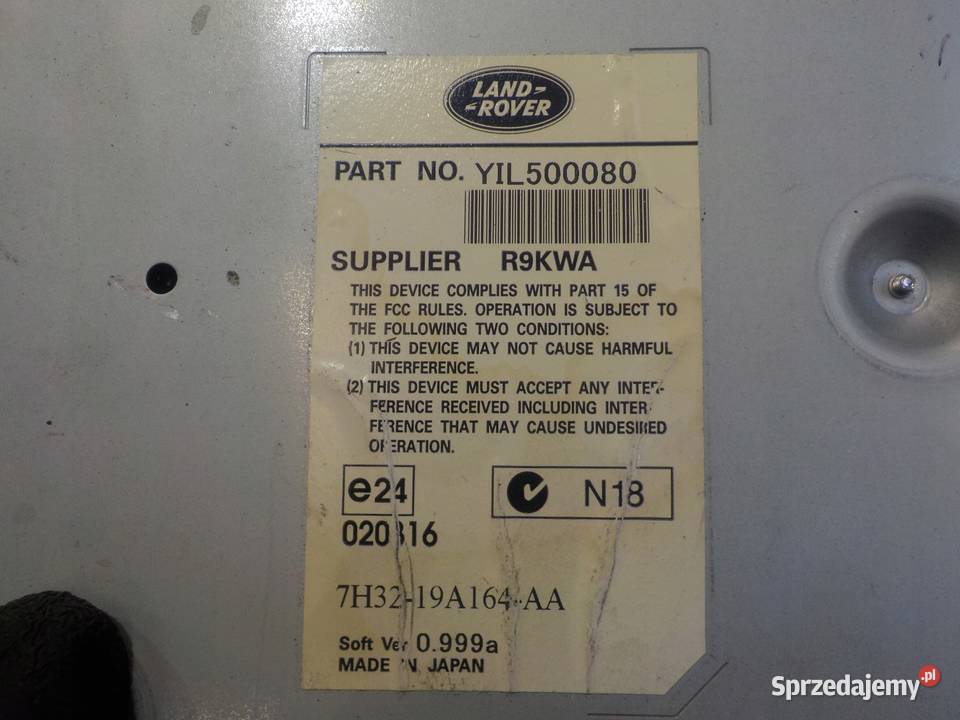 LAND-
-ROVER
PART NO. YIL500080
SUPPLIER R9KWA
THIS DEVICE COMPLIES WITH PART 15 OF
THE FCC RULES. OPERATION IS SUBJECT TO
THE FOLLOWING TWO CONDITIONS:
(1) THIS DEVICE MAY NOT CAUSE HARMFUL
INTERFERENCE.
(2) THIS DEVICE MUST ACCEPT ANY INTER-
FERENCE RECEIVED INCLUDING INTER-
FERENCE THAT MAY CAUSE UNDESIRED
OPERATION.
e24 N18
020816
7H32-19A164-AA
Soft Ver 0.999a
MADE IN JAPAN
Sprzedajemy.pl